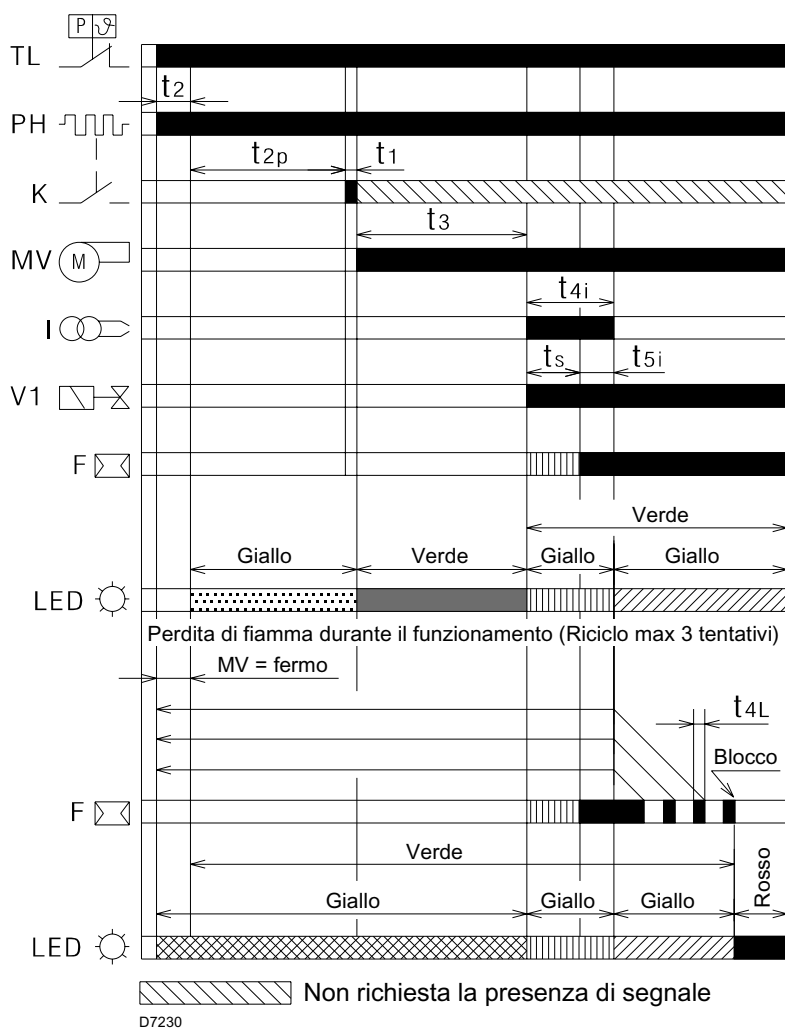 P ϑ
TL
t2
PH
t2p t1
K
t3
MV M
t4i
I
ts t5i
V1
F
Verde
Giallo Verde Giallo Giallo
LED
Perdita di fiamma durante il funzionamento (Riciclo max 3 tentativi)
MV = fermo
t4L
Blocco
F
Verde
Giallo Giallo Giallo Rosso
LED
Non richiesta la presenza di segnale
D7230